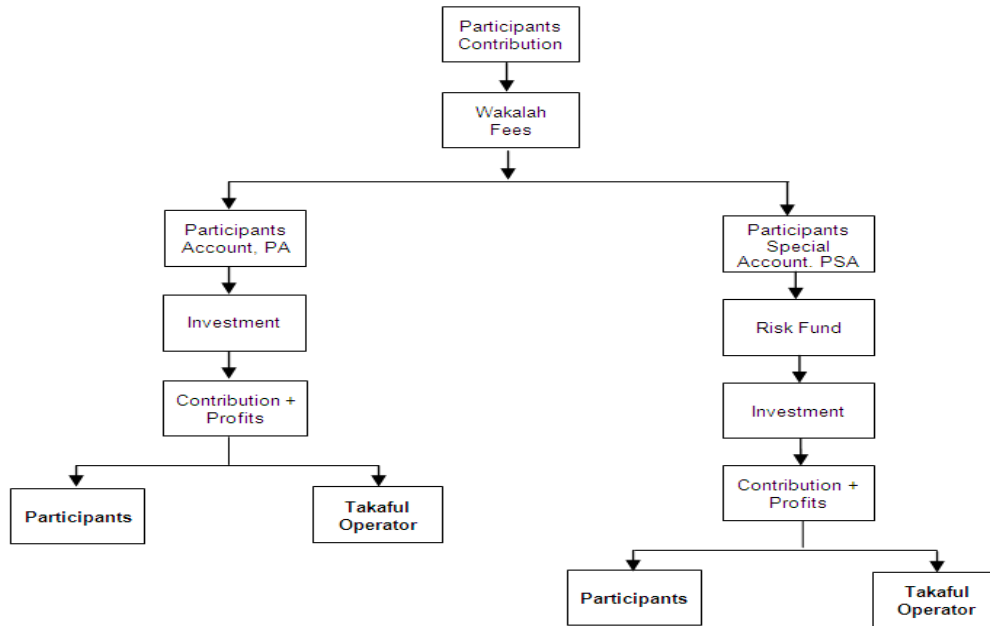 Participants
Contribution
Wakalah
Fees
Participants
Account, PA
Investment
Contribution +
Profits
Participants
Takaful
Operator
Participants
Special
Account. PSA
Risk Fund
Investment
Contribution +
Profits
Participants
Takaful
Operator